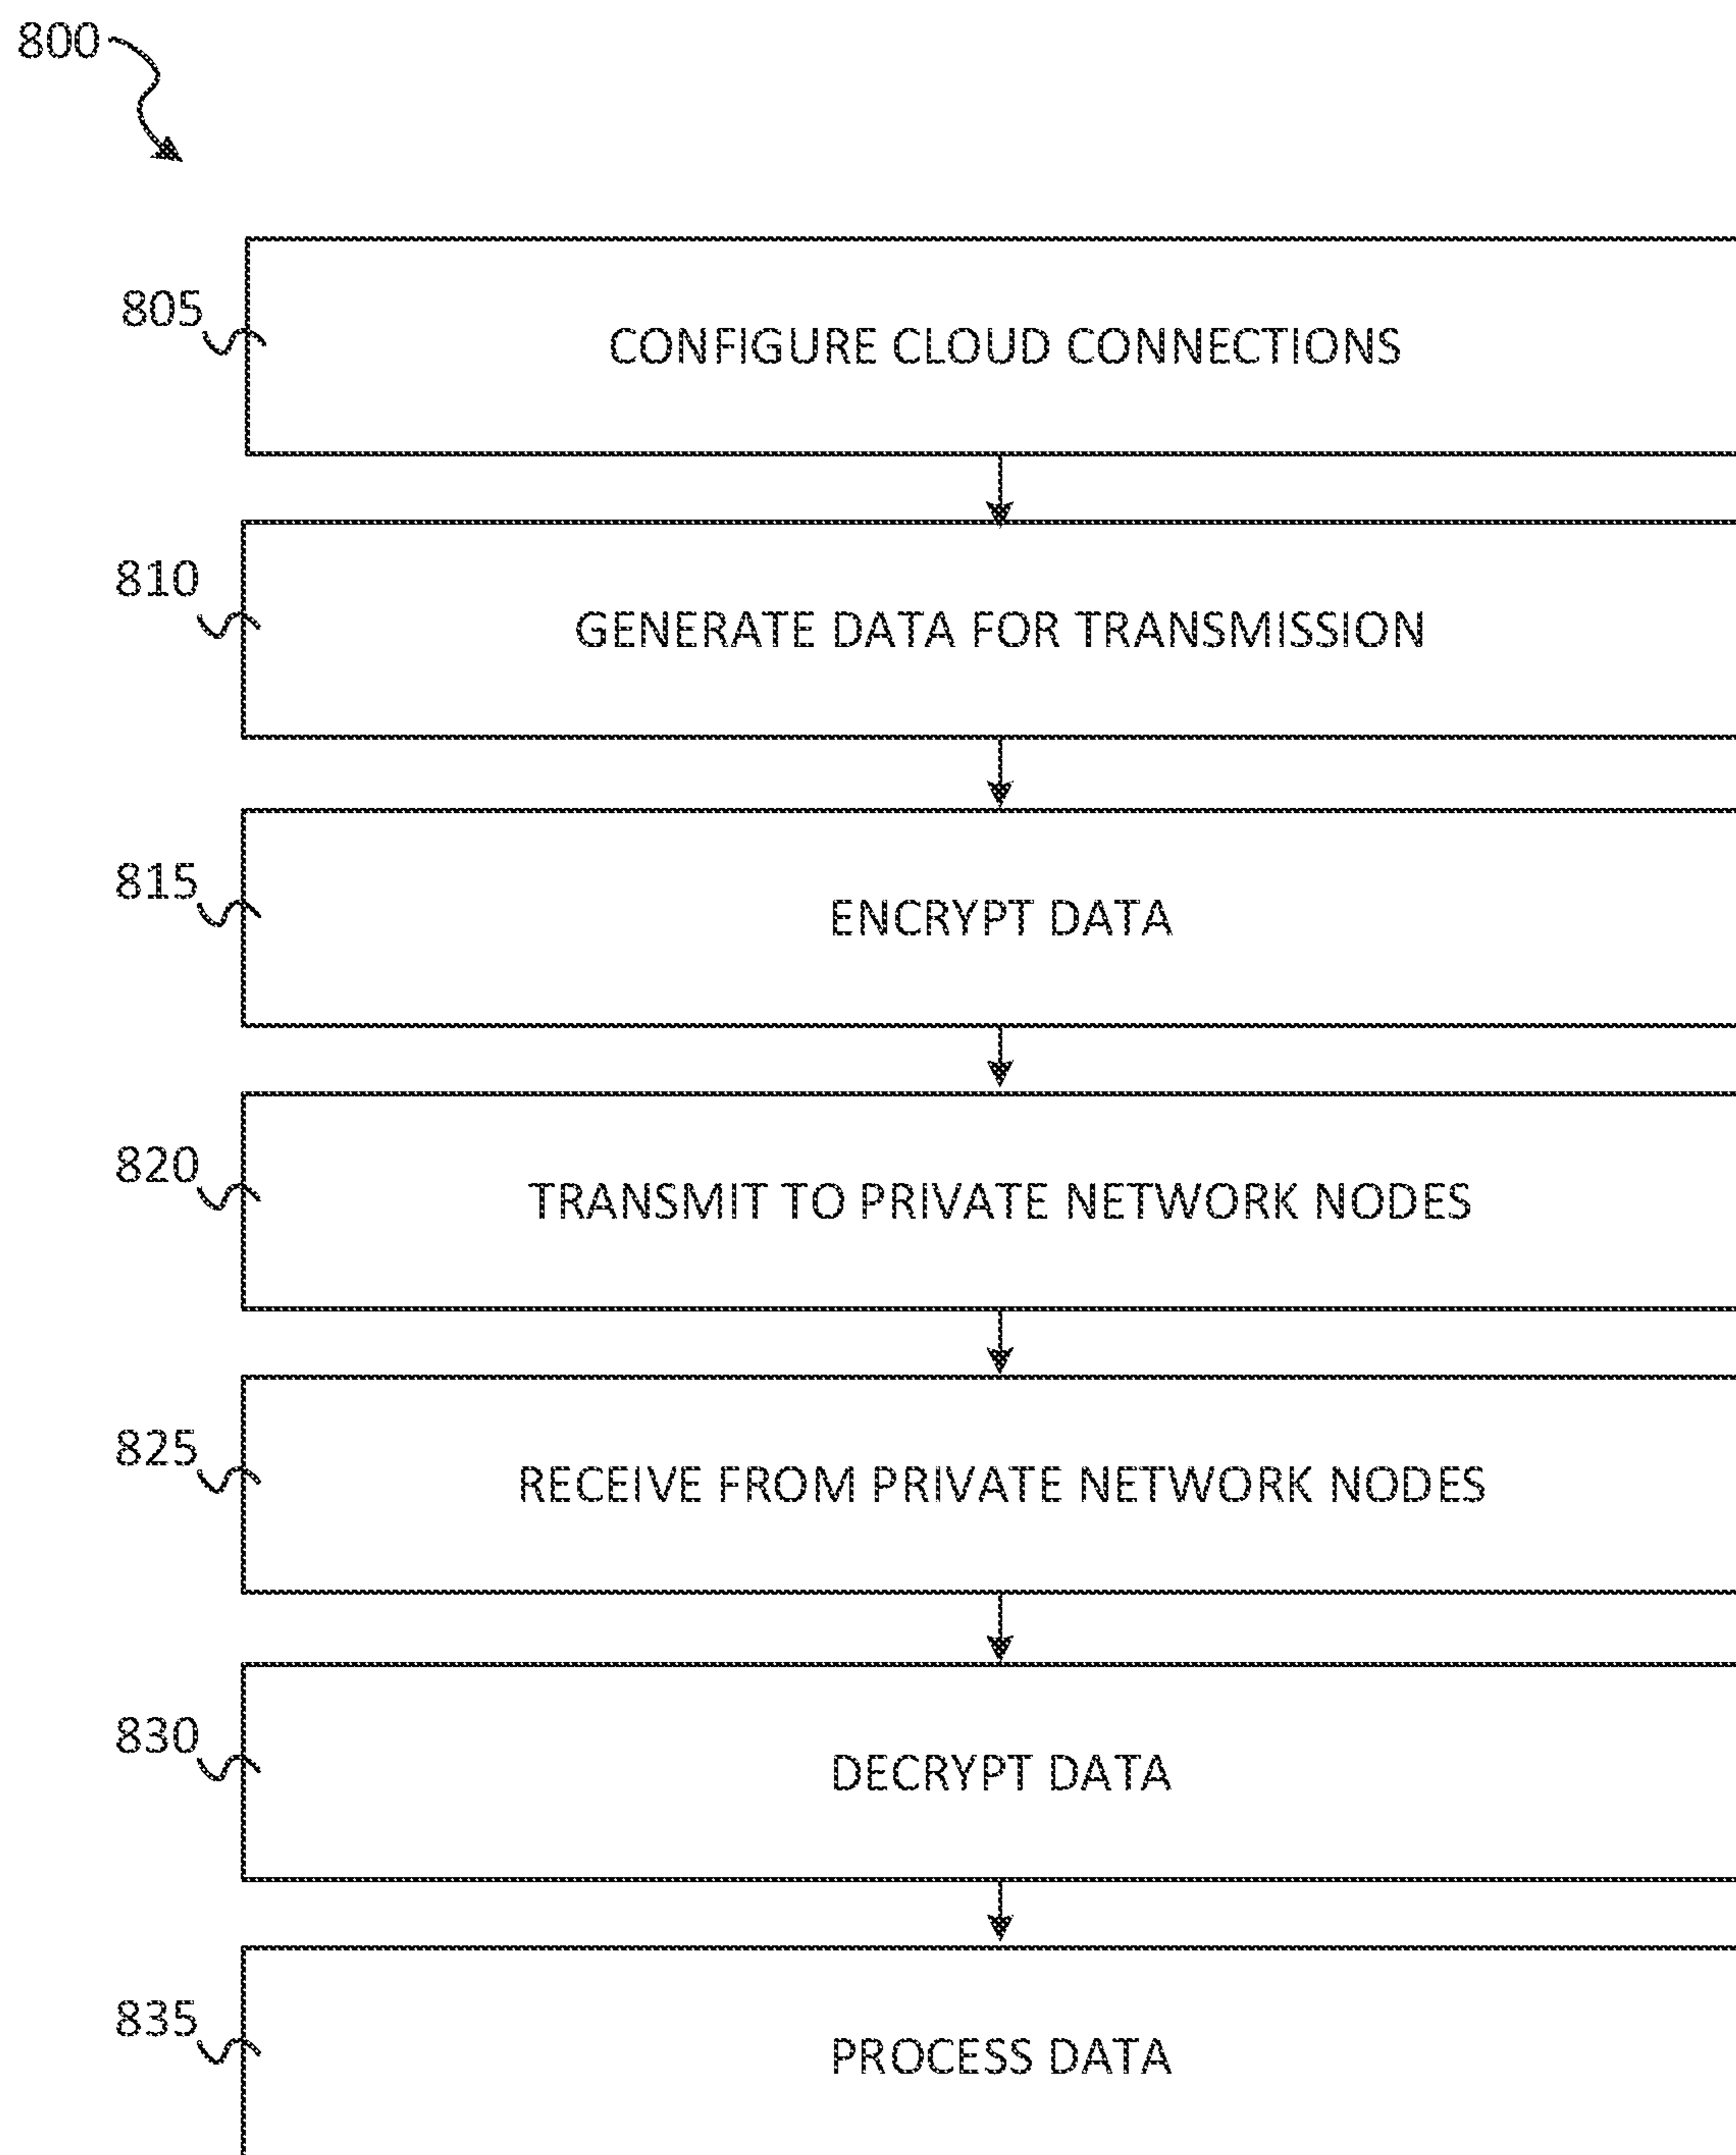 800
805
CONFIGURE CLOUD CONNECTIONS
810
GENERATE DATA FOR TRANSMISSION
815
ENCRYPT DATA
820
TRANSMIT TO PRIVATE NETWORK NODES
825
RECEIVE FROM PRIVATE NETWORK NODES
830
DECRYPT DATA
835
PROCESS DATA